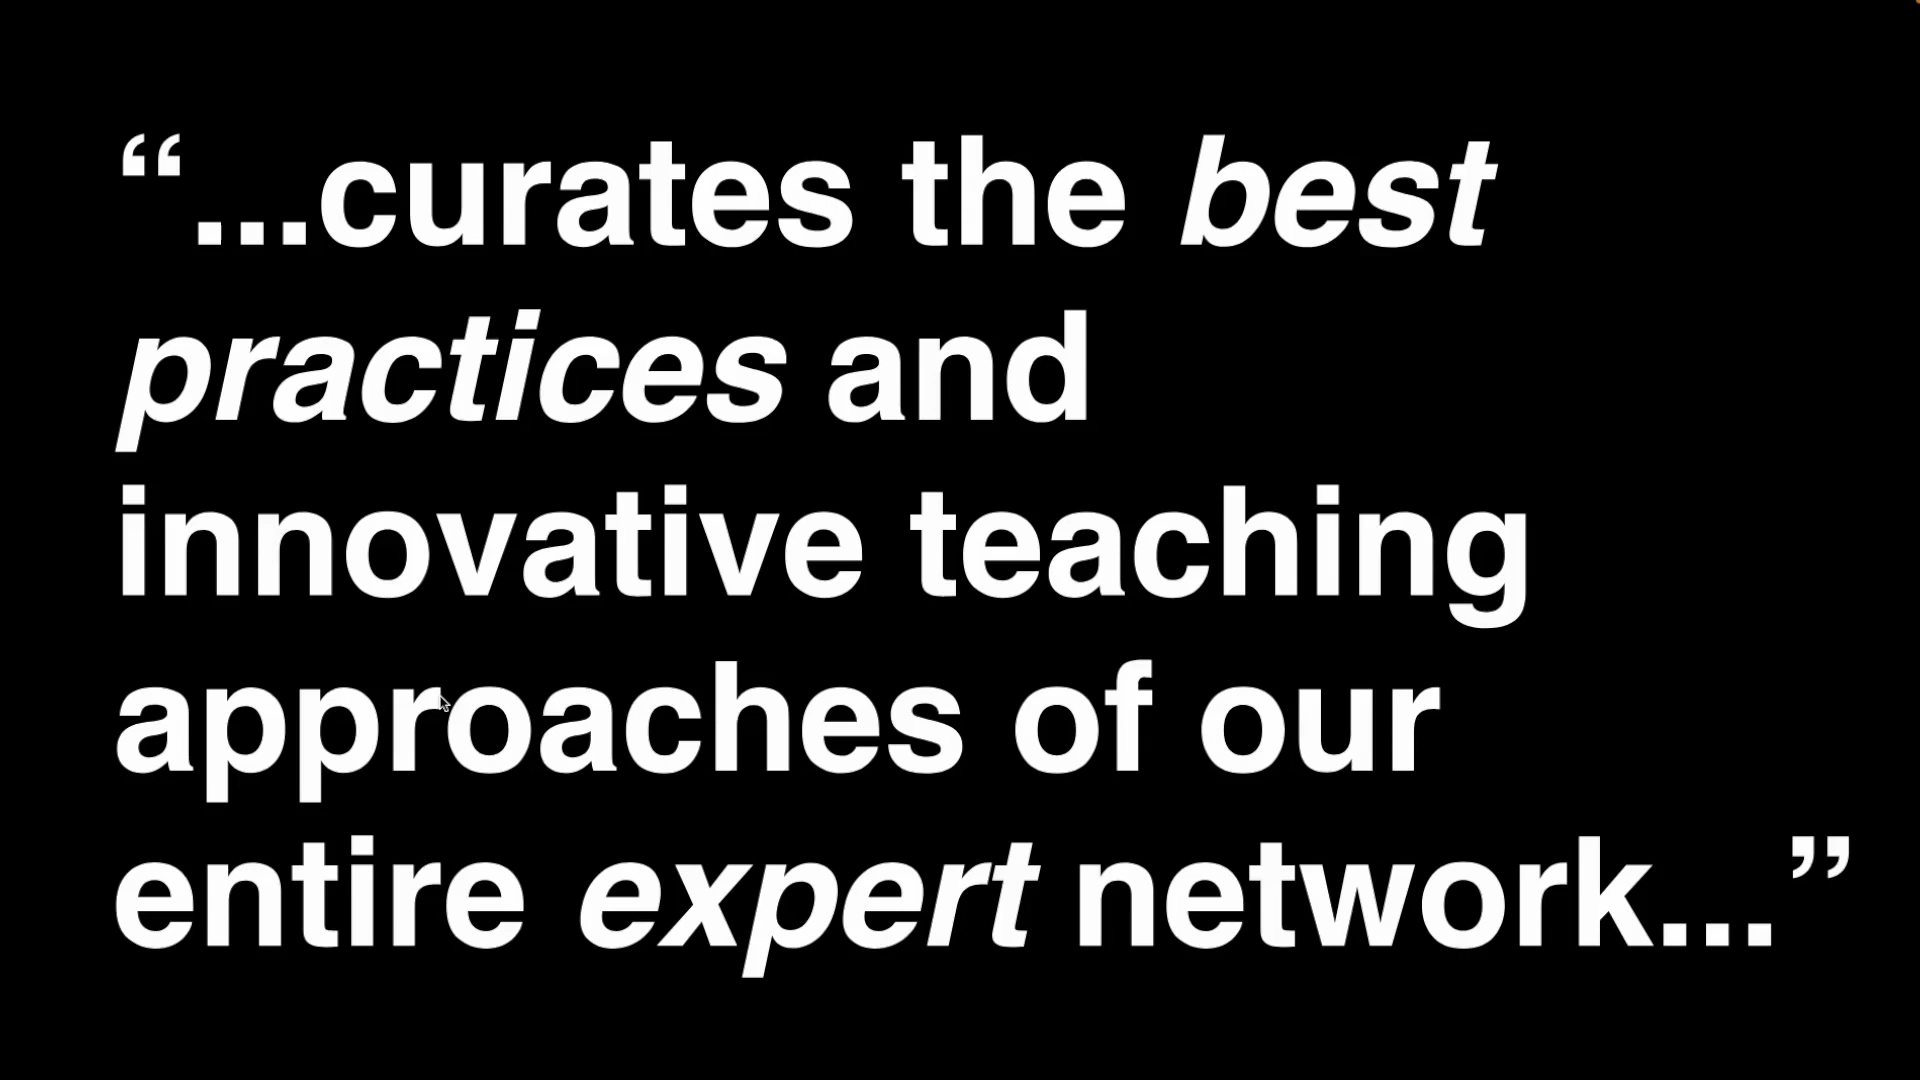 “...curates the best
practices and
innovative teaching
approaches of our
entire expert network...”